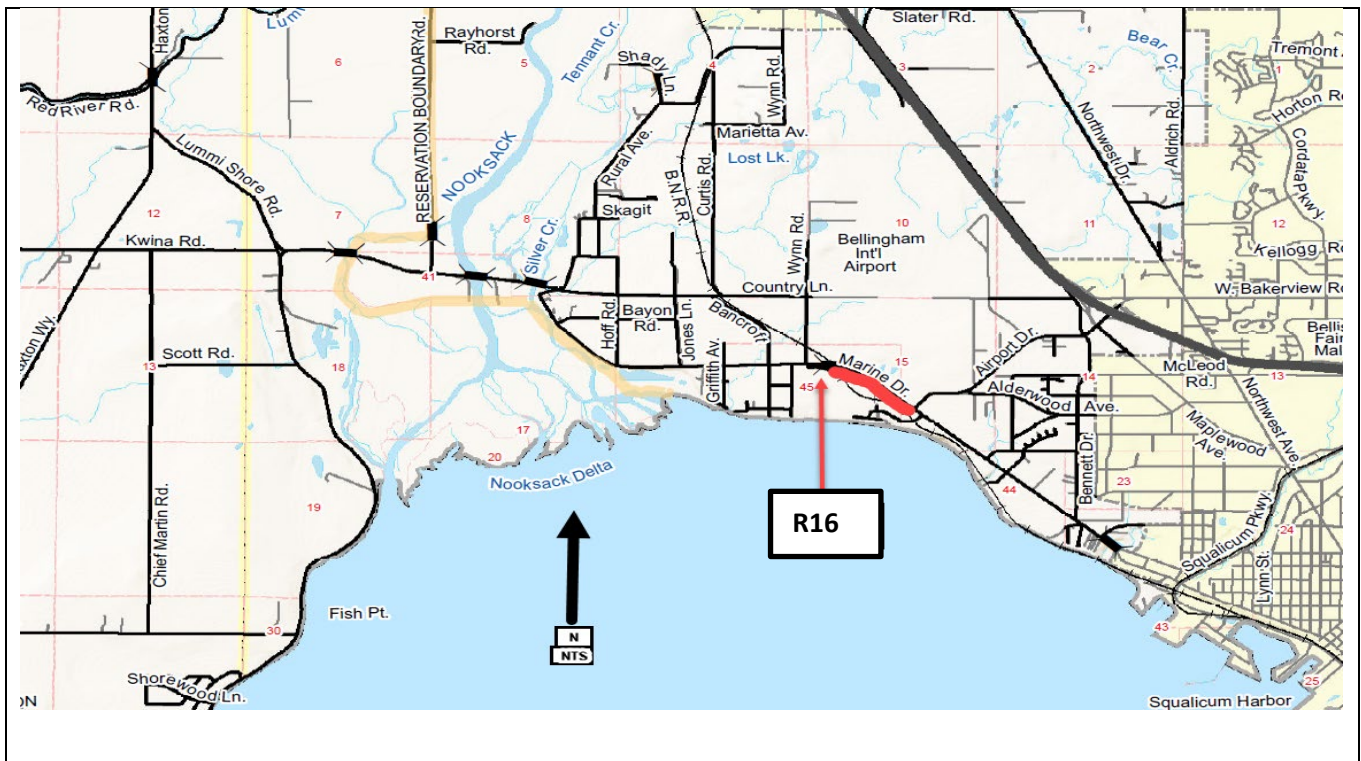 Haxton
Lum
Rayhorst
Rd.
RESERVATION BOUNDARY Rd.
Tennant Cr.
Shady Ln.
Wynn Rd.
Slater Rd.
Bear Cr.
Tremont
6
5
4
3
2
1
Red River Rd.
Horton R
Marietta Av.
Lost Lk.
Northwest Dr.
Aldrich Rd.
Cordata Pkwy.
Lummi Shore Rd.
NOOKSACK
Rural Ave.
B.N.R.R.
Curtis Rd.
12
7
8
Skagit
10
11
12
Kwina Rd.
Silver Cr.
Wynn Rd.
Bellingham
Int'l
Airport
Kellogg R
41
Country Ln.
W. Bakerview R
xton Wy.
Hoff Rd.
Bayon
Rd.
Jones Ln.
Bancroft
Airport Dr.
Bellis
Fair
Mal
Scott Rd.
13
18
Griffith Av.
45
Marine Dr.
15
14
McLeod
Rd.
13
Alderwood Ave.
Northwest Ave.
Maplewood
Ave.
17
20
Nooksack Delta
Bennett Dr.
44
23
19
R16
24
Chief Martin Rd.
Squalicum Pkwy.
Lynn St.
Fish Pt.
30
N
NTS
43
Shorewood Ln.
25
ON
Squalicum Harbor